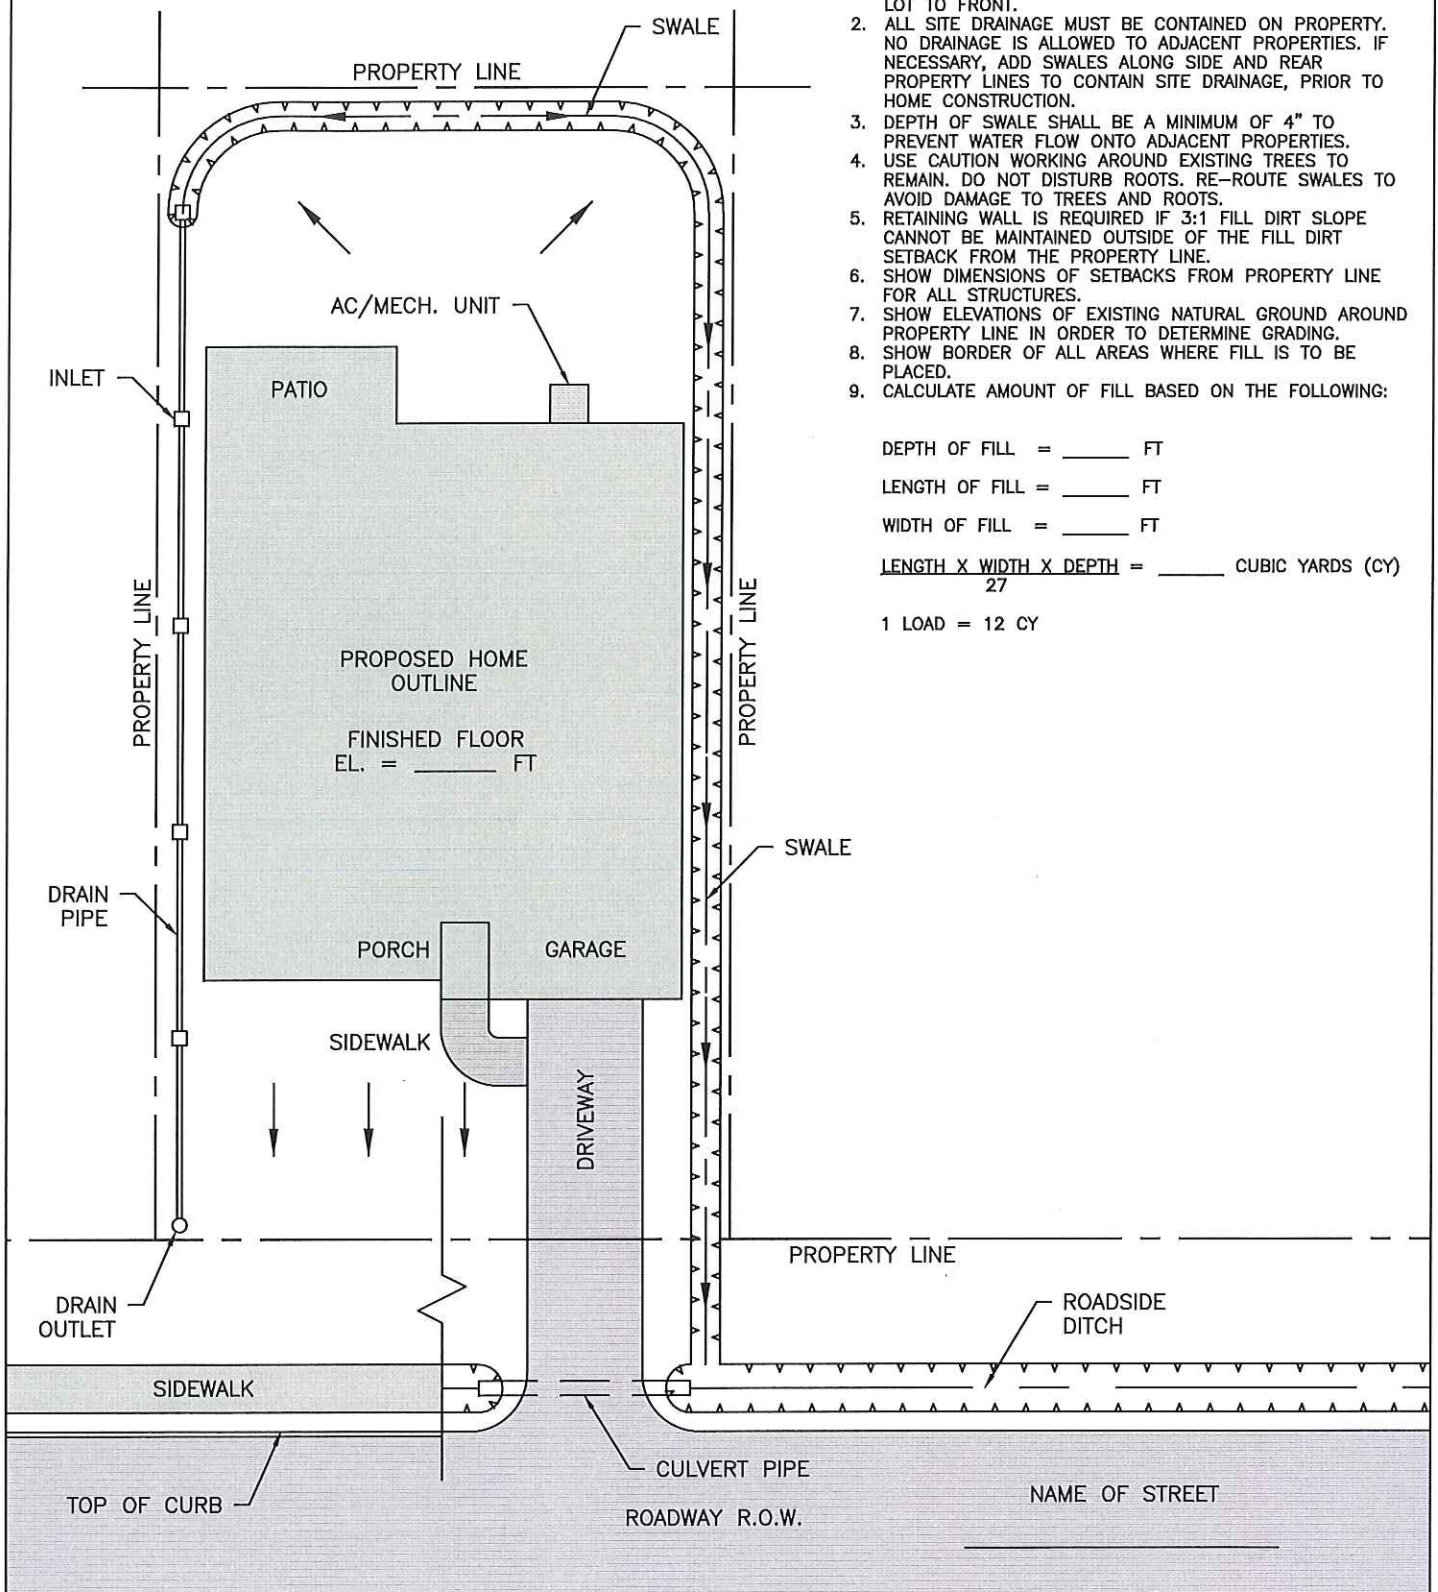 LOT TO FRONT.
2. ALL SITE DRAINAGE MUST BE CONTAINED ON PROPERTY.
NO DRAINAGE IS ALLOWED TO ADJACENT PROPERTIES. IF
NECESSARY, ADD SWALES ALONG SIDE AND REAR
PROPERTY LINES TO CONTAIN SITE DRAINAGE, PRIOR TO
HOME CONSTRUCTION.
3. DEPTH OF SWALE SHALL BE A MINIMUM OF 4" TO
PREVENT WATER FLOW ONTO ADJACENT PROPERTIES.
4. USE CAUTION WORKING AROUND EXISTING TREES TO
REMAIN. DO NOT DISTURB ROOTS. RE-ROUTE SWALES TO
AVOID DAMAGE TO TREES AND ROOTS.
5. RETAINING WALL IS REQUIRED IF 3:1 FILL DIRT SLOPE
CANNOT BE MAINTAINED OUTSIDE OF THE FILL DIRT
SETBACK FROM THE PROPERTY LINE.
6. SHOW DIMENSIONS OF SETBACKS FROM PROPERTY LINE
FOR ALL STRUCTURES.
7. SHOW ELEVATIONS OF EXISTING NATURAL GROUND AROUND
PROPERTY LINE IN ORDER TO DETERMINE GRADING.
8. SHOW BORDER OF ALL AREAS WHERE FILL IS TO BE
PLACED.
9. CALCULATE AMOUNT OF FILL BASED ON THE FOLLOWING:
DEPTH OF FILL = ______ FT
LENGTH OF FILL = ______ FT
WIDTH OF FILL = ______ FT
LENGTH X WIDTH X DEPTH = ______ CUBIC YARDS (CY)
27
1 LOAD = 12 CY
SWALE
PROPERTY LINE
AC/MECH. UNIT
INLET
PATIO
PROPERTY LINE
PROPERTY LINE
PROPOSED HOME
OUTLINE
FINISHED FLOOR
EL. = ______ FT
SWALE
DRAIN
PIPE
PORCH
GARAGE
SIDEWALK
DRIVEWAY
PROPERTY LINE
DRAIN
OUTLET
ROADSIDE
DITCH
SIDEWALK
CULVERT PIPE
TOP OF CURB
ROADWAY R.O.W.
NAME OF STREET